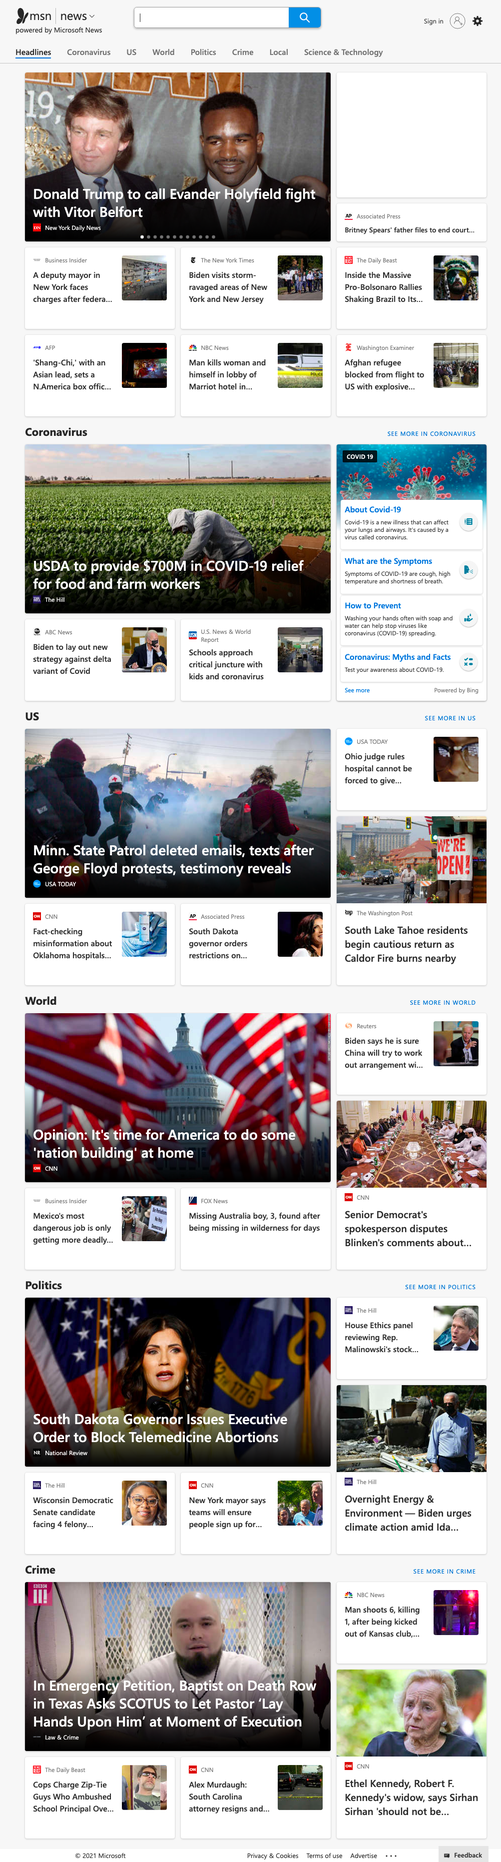 msn | news
powered by Microsoft News
Sign in
Headlines
Coronavirus
US
World
Politics
Crime
Local
Science & Technology
Donald Trump to call Evander Holyfield fight
with Vitor Belfort
New York Daily News
AP Associated Press
Britney Spears' father files to end court...
Business Insider
A deputy mayor in
New York faces
charges after federa...
The New York Times
Biden visits storm-
ravaged areas of New
York and New Jersey
The Daily Beast
Inside the Massive
Pro-Bolsonaro Rallies
Shaking Brazil to Its...
AFP
'Shang-Chi,' with an
Asian lead, sets a
N.America box offic...
NBC News
Man kills woman and
himself in lobby of
Marriot hotel in...
Washington Examiner
Afghan refugee
blocked from flight to
US with explosive...
Coronavirus
SEE MORE IN CORONAVIRUS
USDA to provide $700M in COVID-19 relief
for food and farm workers
The Hill
COVID 19
About Covid-19
Covid-19 is a new illness that can affect
your lungs and airways. It's caused by a
virus called coronavirus.
What are the Symptoms
Symptoms of COVID-19 are cough, high
temperature and shortness of breath.
How to Prevent
Washing your hands often with soap and
water can help stop viruses like
coronavirus (COVID-19) spreading.
Coronavirus: Myths and Facts
Test your awareness about COVID-19.
See more
Powered by Bing
ABC News
Biden to lay out new
strategy against delta
variant of Covid
U.S. News & World
Report
Schools approach
critical juncture with
kids and coronavirus
US
SEE MORE IN US
Minn. State Patrol deleted emails, texts after
George Floyd protests, testimony reveals
USA TODAY
USA TODAY
Ohio judge rules
hospital cannot be
forced to give...
WE'RE
OPEN!
wp The Washington Post
South Lake Tahoe residents
begin cautious return as
Caldor Fire burns nearby
CNN
Fact-checking
misinformation about
Oklahoma hospitals...
AP Associated Press
South Dakota
governor orders
restrictions on...
World
SEE MORE IN WORLD
Opinion: It's time for America to do some
'nation building' at home
CNN
Reuters
Biden says he is sure
China will try to work
out arrangement wi...
CNN
Senior Democrat's
spokesperson disputes
Blinken's comments about...
Business Insider
Mexico's most
dangerous job is only
getting more deadly...
FOX News
Missing Australia boy, 3, found after
being missing in wilderness for days
Politics
SEE MORE IN POLITICS
South Dakota Governor Issues Executive
Order to Block Telemedicine Abortions
NR National Review
The Hill
House Ethics panel
reviewing Rep.
Malinowski's stock...
The Hill
Overnight Energy &
Environment — Biden urges
climate action amid Ida...
The Hill
Wisconsin Democratic
Senate candidate
facing 4 felony...
CNN
New York mayor says
teams will ensure
people sign up for...
Crime
SEE MORE IN CRIME
In Emergency Petition, Baptist on Death Row
in Texas Asks SCOTUS to Let Pastor 'Lay
Hands Upon Him' at Moment of Execution
Law & Crime
NBC News
Man shoots 6, killing
1, after being kicked
out of Kansas club,...
CNN
Ethel Kennedy, Robert F.
Kennedy's widow, says Sirhan
Sirhan 'should not be...
The Daily Beast
Cops Charge Zip-Tie
Guys Who Ambushed
School Principal Ove...
CNN
Alex Murdaugh:
South Carolina
attorney resigns and...
© 2021 Microsoft
Privacy & Cookies
Terms of use
Advertise
...
Feedback